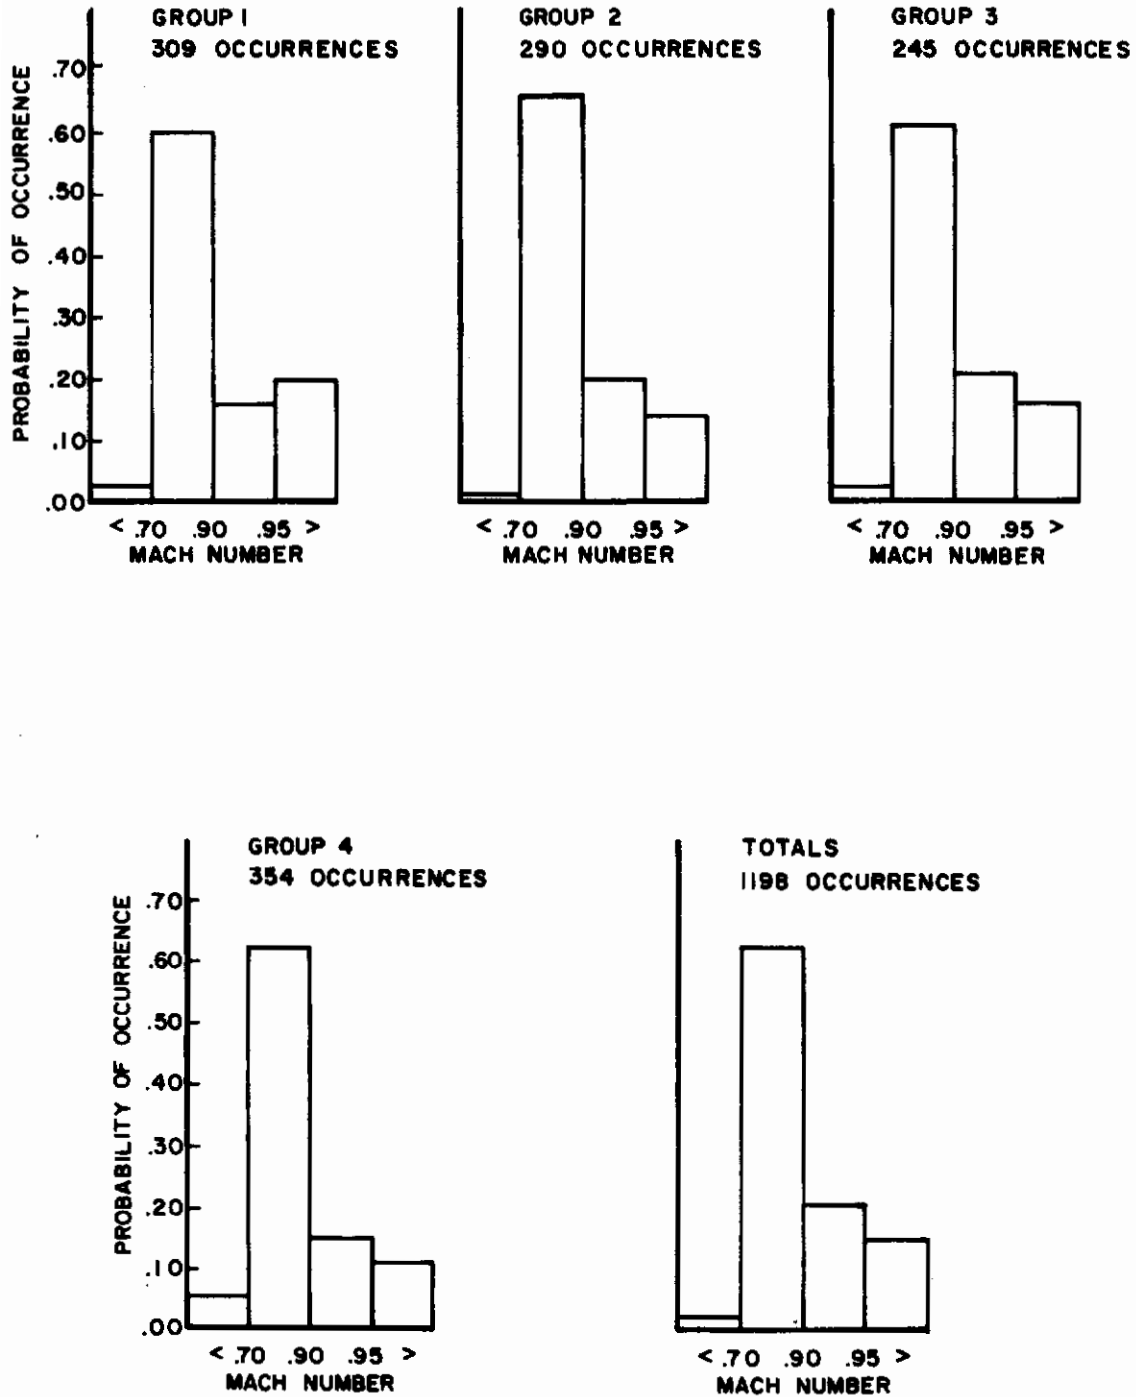 GROUP 1
309 OCCURRENCES
GROUP 2
290 OCCURRENCES
GROUP 3
245 OCCURRENCES
PROBABILITY OF OCCURRENCE
.70
.60
.50
.40
.30
.20
.10
.00
< .70 .90 .95 >
MACH NUMBER
< .70 .90 .95 >
MACH NUMBER
< .70 .90 .95 >
MACH NUMBER
GROUP 4
354 OCCURRENCES
TOTALS
1198 OCCURRENCES
PROBABILITY OF OCCURRENCE
.70
.60
.50
.40
.30
.20
.10
.00
< .70 .90 .95 >
MACH NUMBER
< .70 .90 .95 >
MACH NUMBER